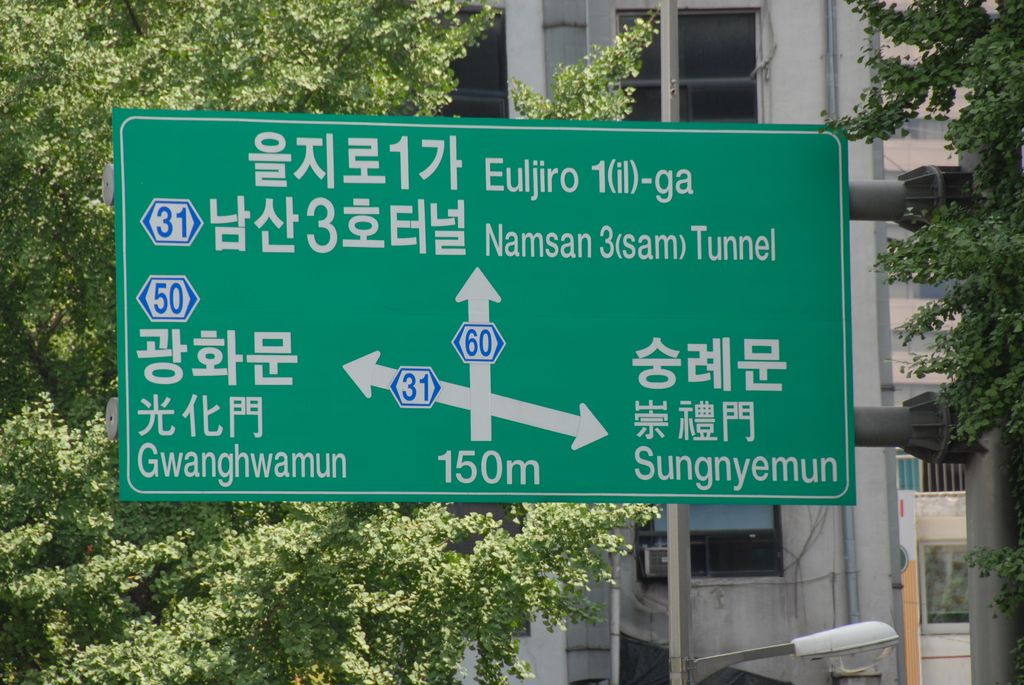 을지로1가 Euljiro 1(il)-ga
31 남산3호터널 Namsan 3(sam) Tunnel
50
60
31
광화문
光化門
Gwanghwamun
150m
숭례문
崇禮門
Sungnyemun